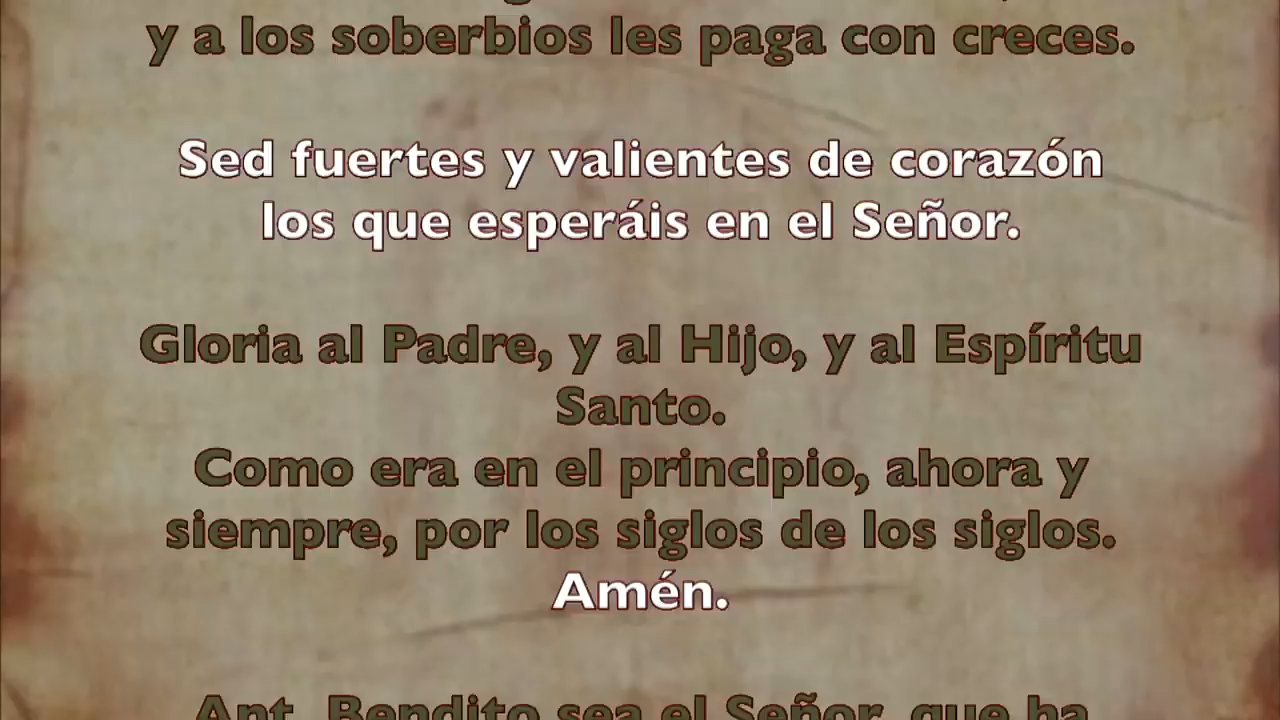 y a los soberbios les paga con creces.
Sed fuertes y valientes de corazón
los que esperáis en el Señor.
Gloria al Padre, y al Hijo, y al Espíritu
Santo.
Como era en el principio, ahora y
siempre, por los siglos de los siglos.
Amén.
Ant. Bendito sea el Señor, que ha